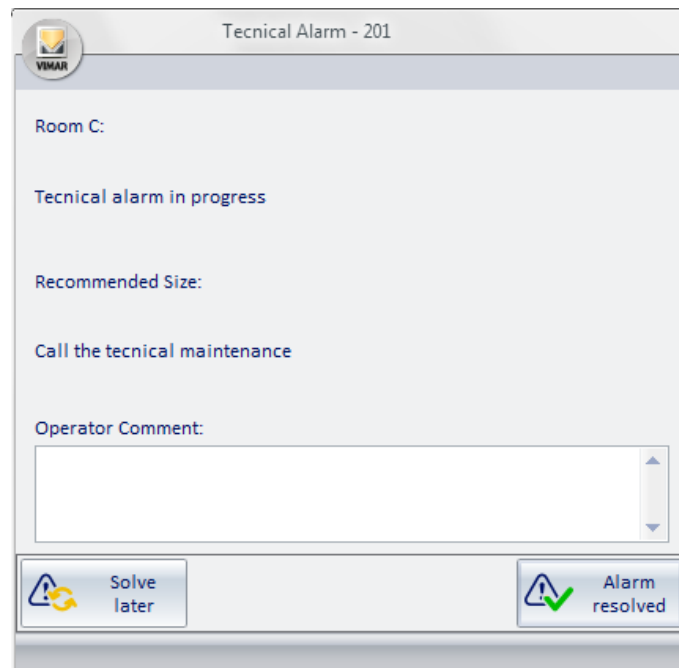 Tecnical Alarm - 201
VIMAR
Room C:
Tecnical alarm in progress
Recommended Size:
Call the tecnical maintenance
Operator Comment:
Solve
later
Alarm
resolved